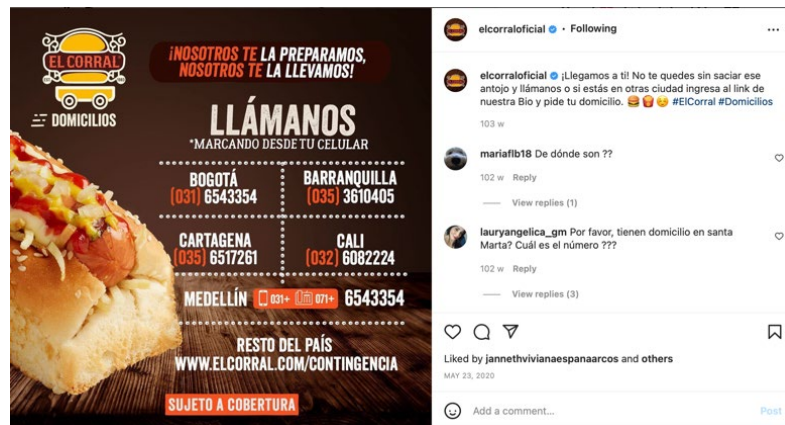 EL CORRAL
DOMICILIOS
¡NOSOTROS TE LA PREPARAMOS,
NOSOTROS TE LA LLEVAMOS!
LLÁMANOS
*MARCANDO DESDE TU CELULAR
BOGOTÁ
(031) 6543354
BARRANQUILLA
(035) 3610405
CARTAGENA
(035) 6517261
CALI
(032) 6082224
MEDELLÍN 031+ 071+ 6543354
RESTO DEL PAÍS
WWW.ELCORRAL.COM/CONTINGENCIA
SUJETO A COBERTURA
elcorraloficial • Following
elcorraloficial ¡Llegamos a ti! No te quedes sin saciar ese
antojo y llámanos o si estás en otras ciudad ingresa al link de
nuestra Bio y pide tu domicilio. 🍔🍟☺️ #ElCorral #Domicilios
103 w
mariaflb18 De dónde son ??
102 w Reply
View replies (1)
lauryangelica_gm Por favor, tienen domicilio en santa
Marta? Cuál es el número ???
102 w Reply
View replies (3)
Liked by jannethvivianaespanaarcos and others
MAY 23, 2020
Add a comment...
Post